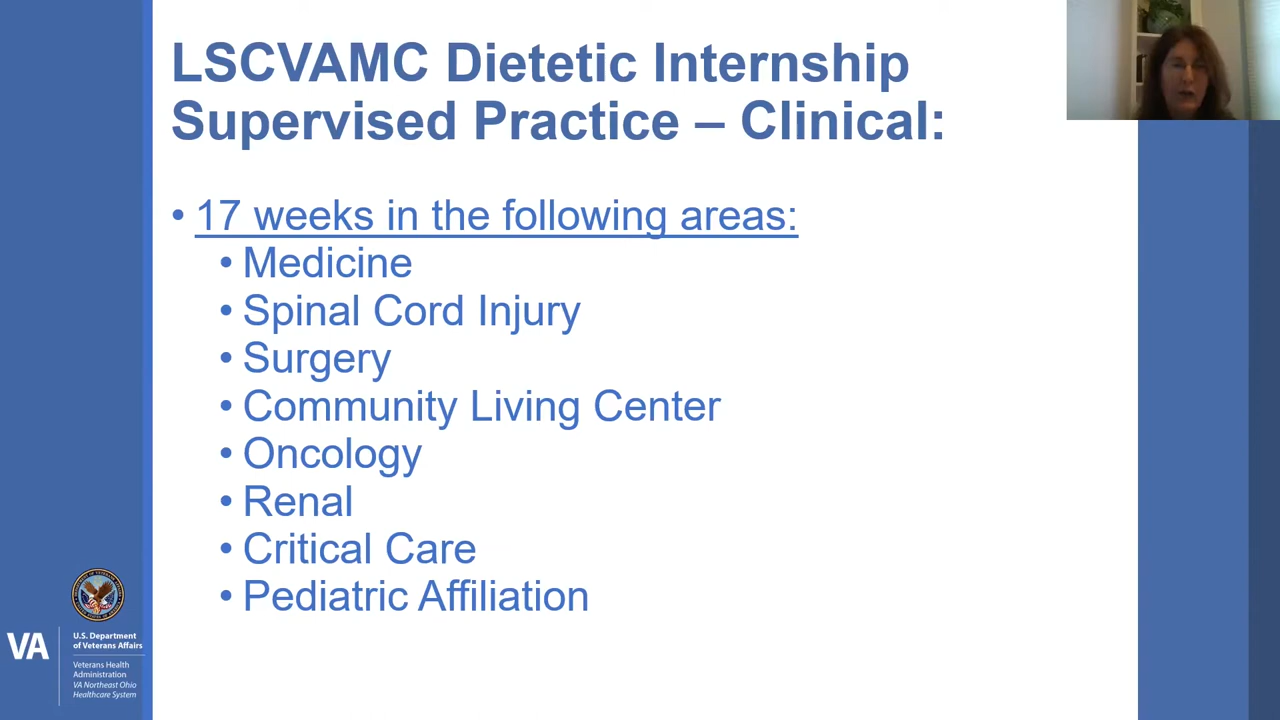 LSCVAMC Dietetic Internship
Supervised Practice – Clinical:
• 17 weeks in the following areas:
• Medicine
• Spinal Cord Injury
• Surgery
• Community Living Center
• Oncology
• Renal
• Critical Care
• Pediatric Affiliation
VA
U.S. Department
of Veterans Affairs
Veterans Health
Administration
VA Northeast Ohio
Healthcare System